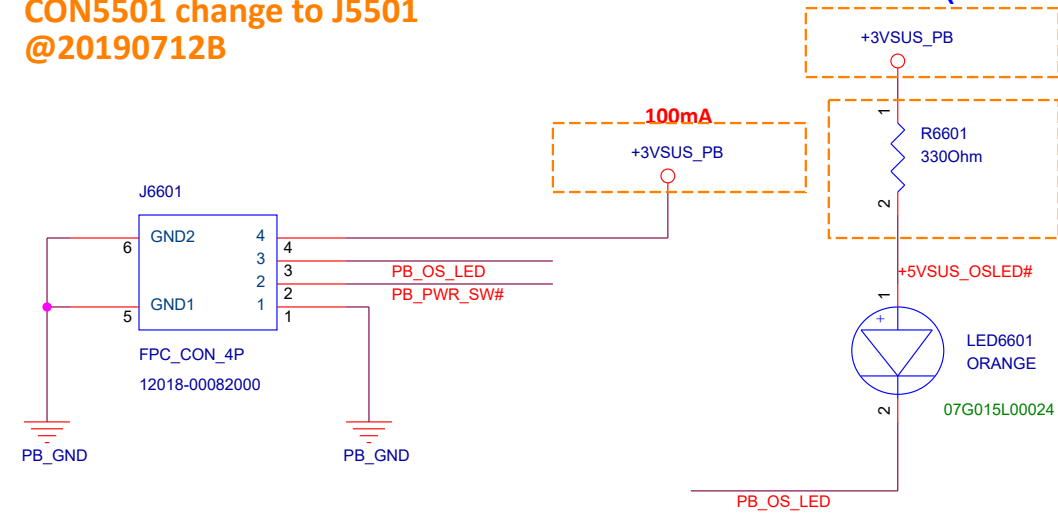 CON5501 change to J5501
@20190712B
+3VSUS_PB
1
R6601
330Ohm
2
100mA
+3VSUS_PB
J6601
6
GND2
4
4
3
3
PB_OS_LED
2
2
PB_PWR_SW#
5
GND1
1
1
FPC_CON_4P
12018-00082000
PB_GND
PB_GND
+5VSUS_OSLED#
1
+
LED6601
ORANGE
2
07G015L00024
PB_OS_LED